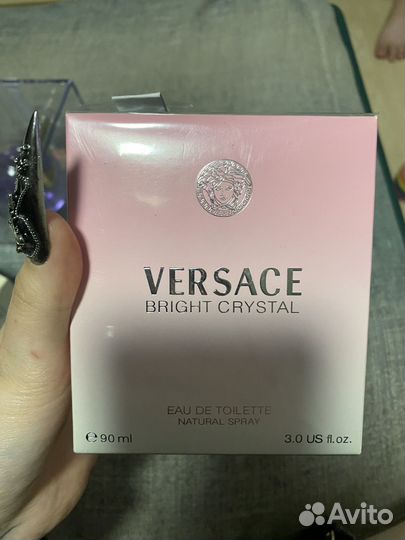 VERSACE
BRIGHT CRYSTAL
EAU DE TOILETTE
NATURAL SPRAY
℮ 90 ml 3.0 US fl.oz.
Avito